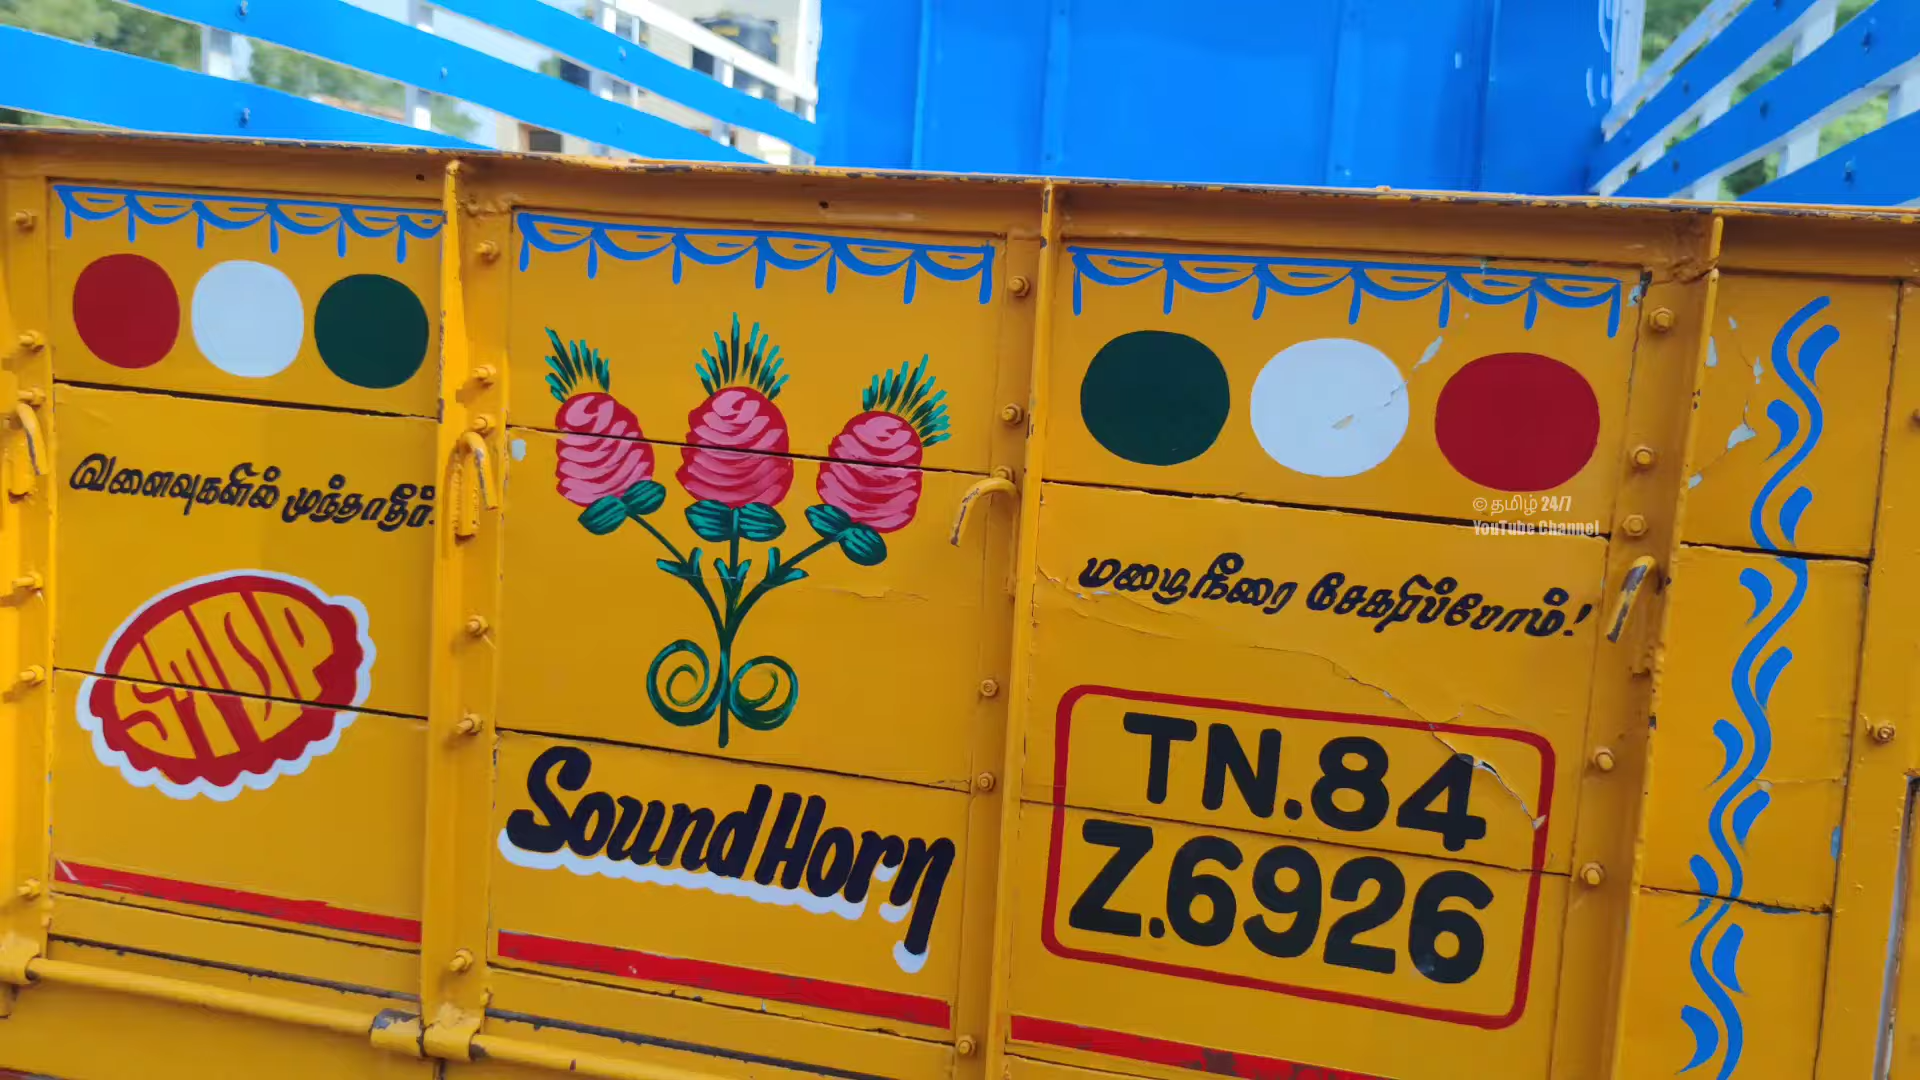 வளைவுகளில் முந்தாதீர்.
STOP
Sound Horn
© தமிழ் 24/7
YouTube Channel
மழைநீரை சேகரிப்போம்!
TN.84
Z.6926